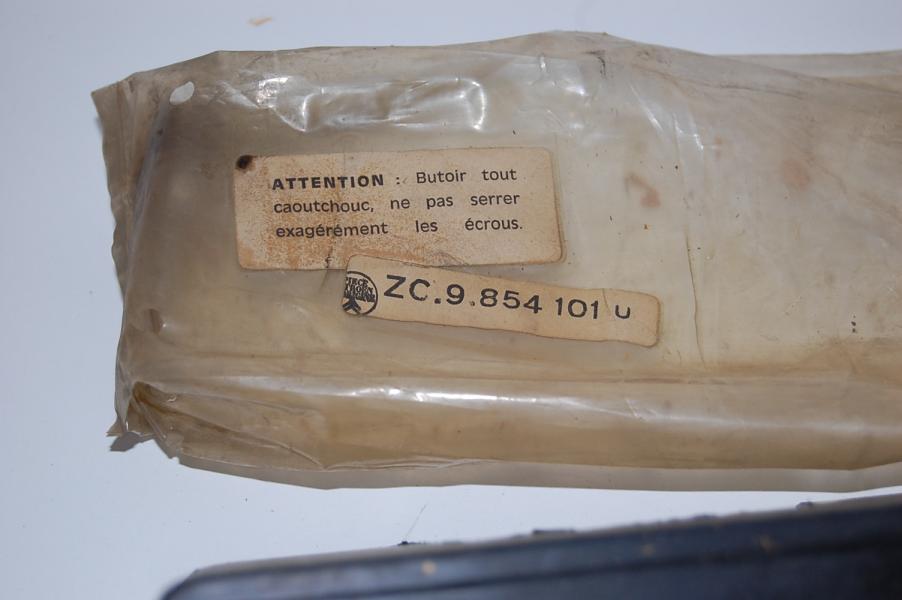 ATTENTION : Butoir tout
caoutchouc, ne pas serrer
exagérément les écrous.
ZC.9.854 101 U